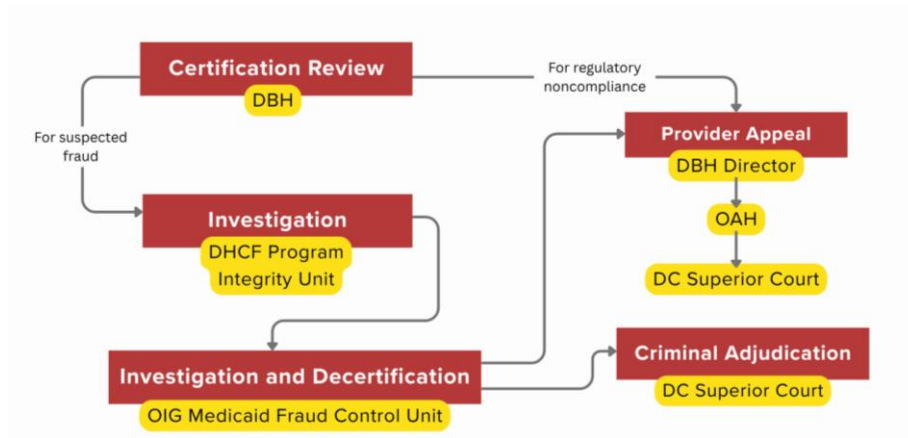 Certification Review
DBH
For regulatory
noncompliance
For suspected
fraud
Provider Appeal
DBH Director
OAH
DC Superior Court
Investigation
DHCF Program
Integrity Unit
Investigation and Decertification
OIG Medicaid Fraud Control Unit
Criminal Adjudication
DC Superior Court